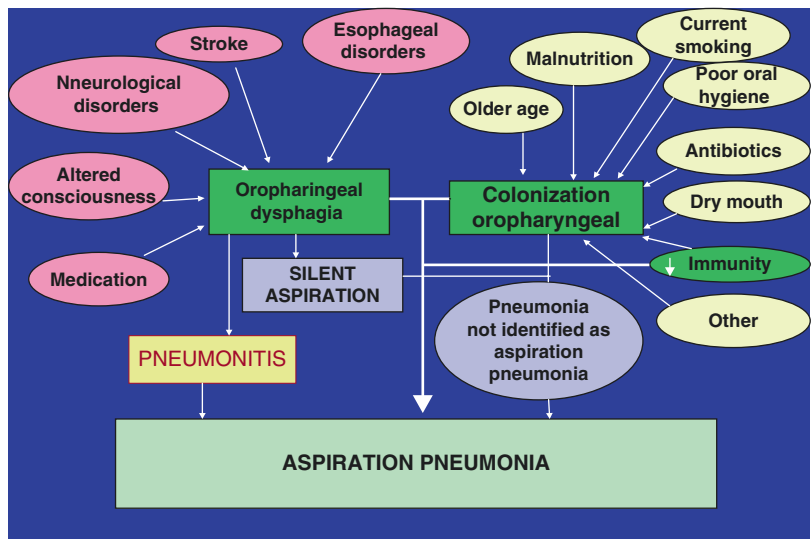 Stroke
Esophageal
disorders
Nneurological
disorders
Altered
consciousness
Medication
Current
smoking
Malnutrition
Poor oral
hygiene
Older age
Antibiotics
Dry mouth
Immunity
Other
Oropharingeal
dysphagia
Colonization
oropharyngeal
SILENT
ASPIRATION
Pneumonia
not identified as
aspiration
pneumonia
PNEUMONITIS
ASPIRATION PNEUMONIA